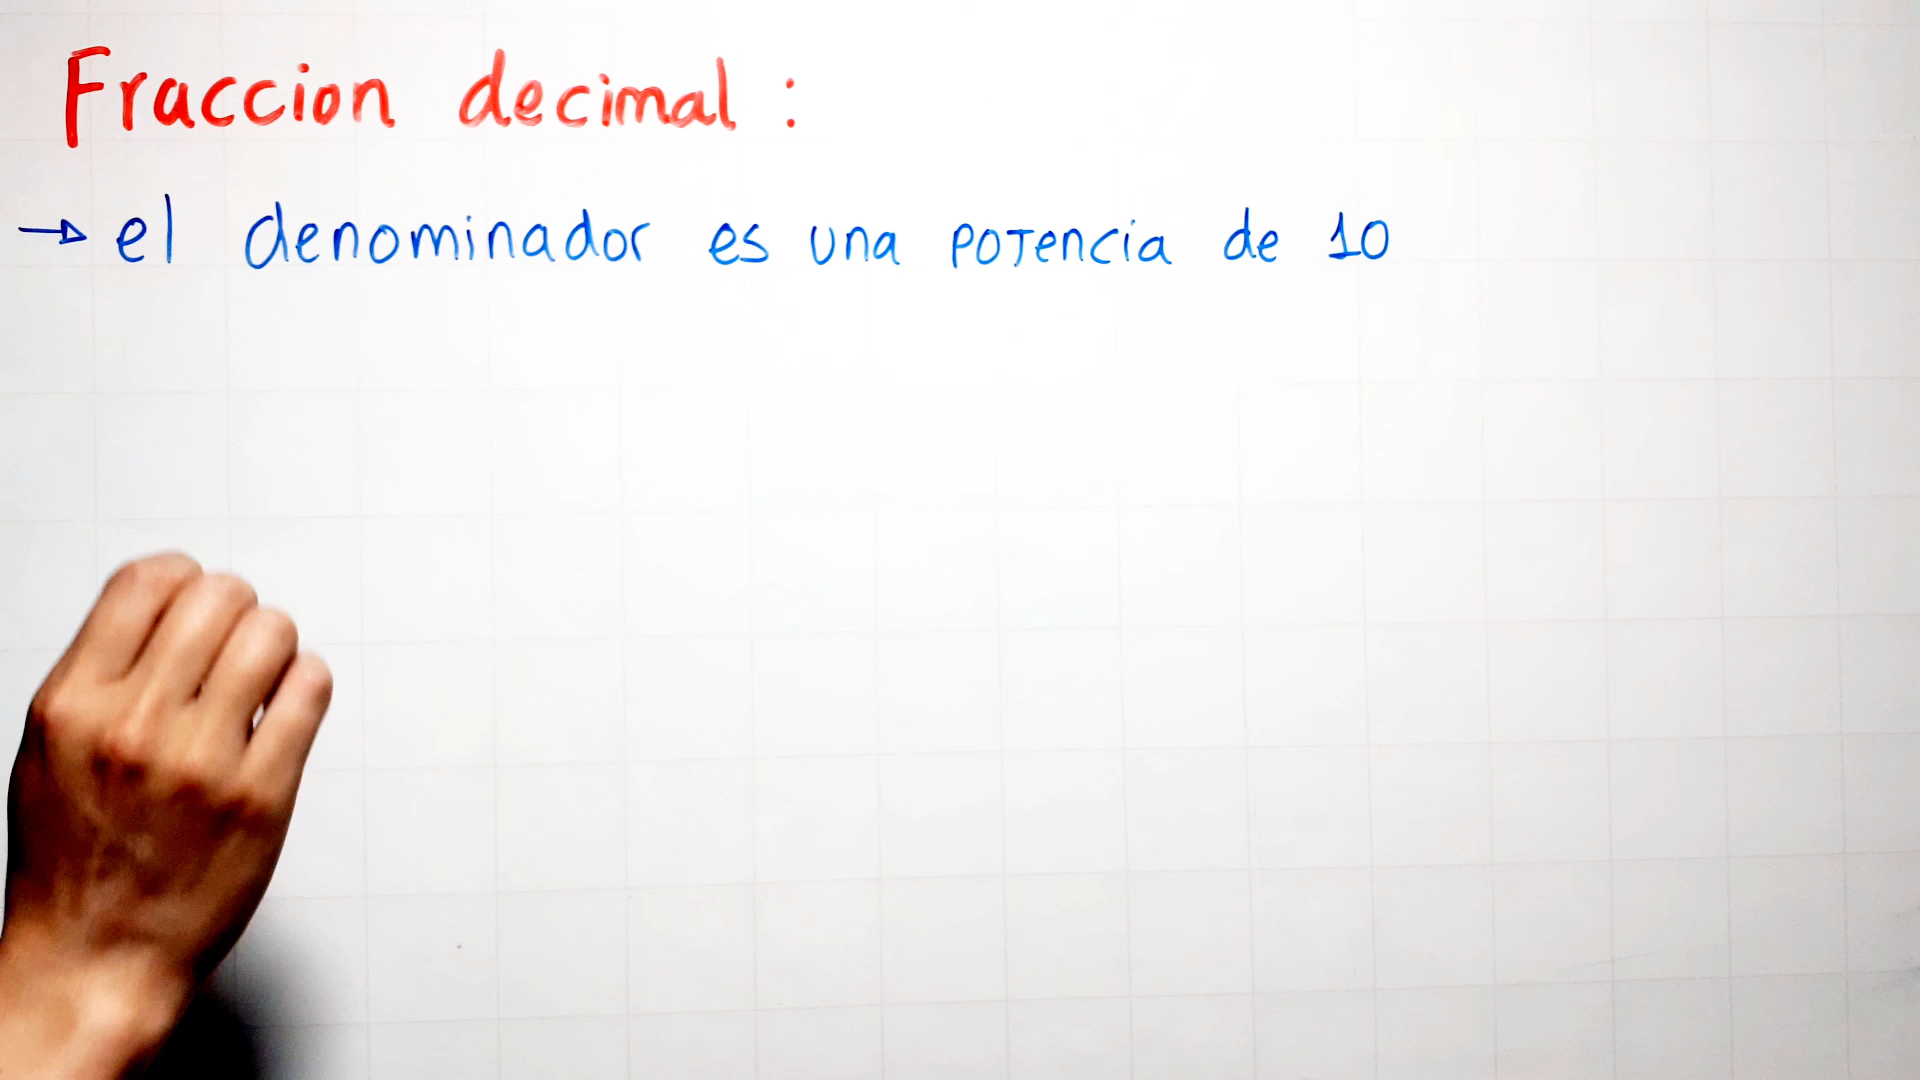 Fraccion decimal :
→ el denominador es una potencia de 10